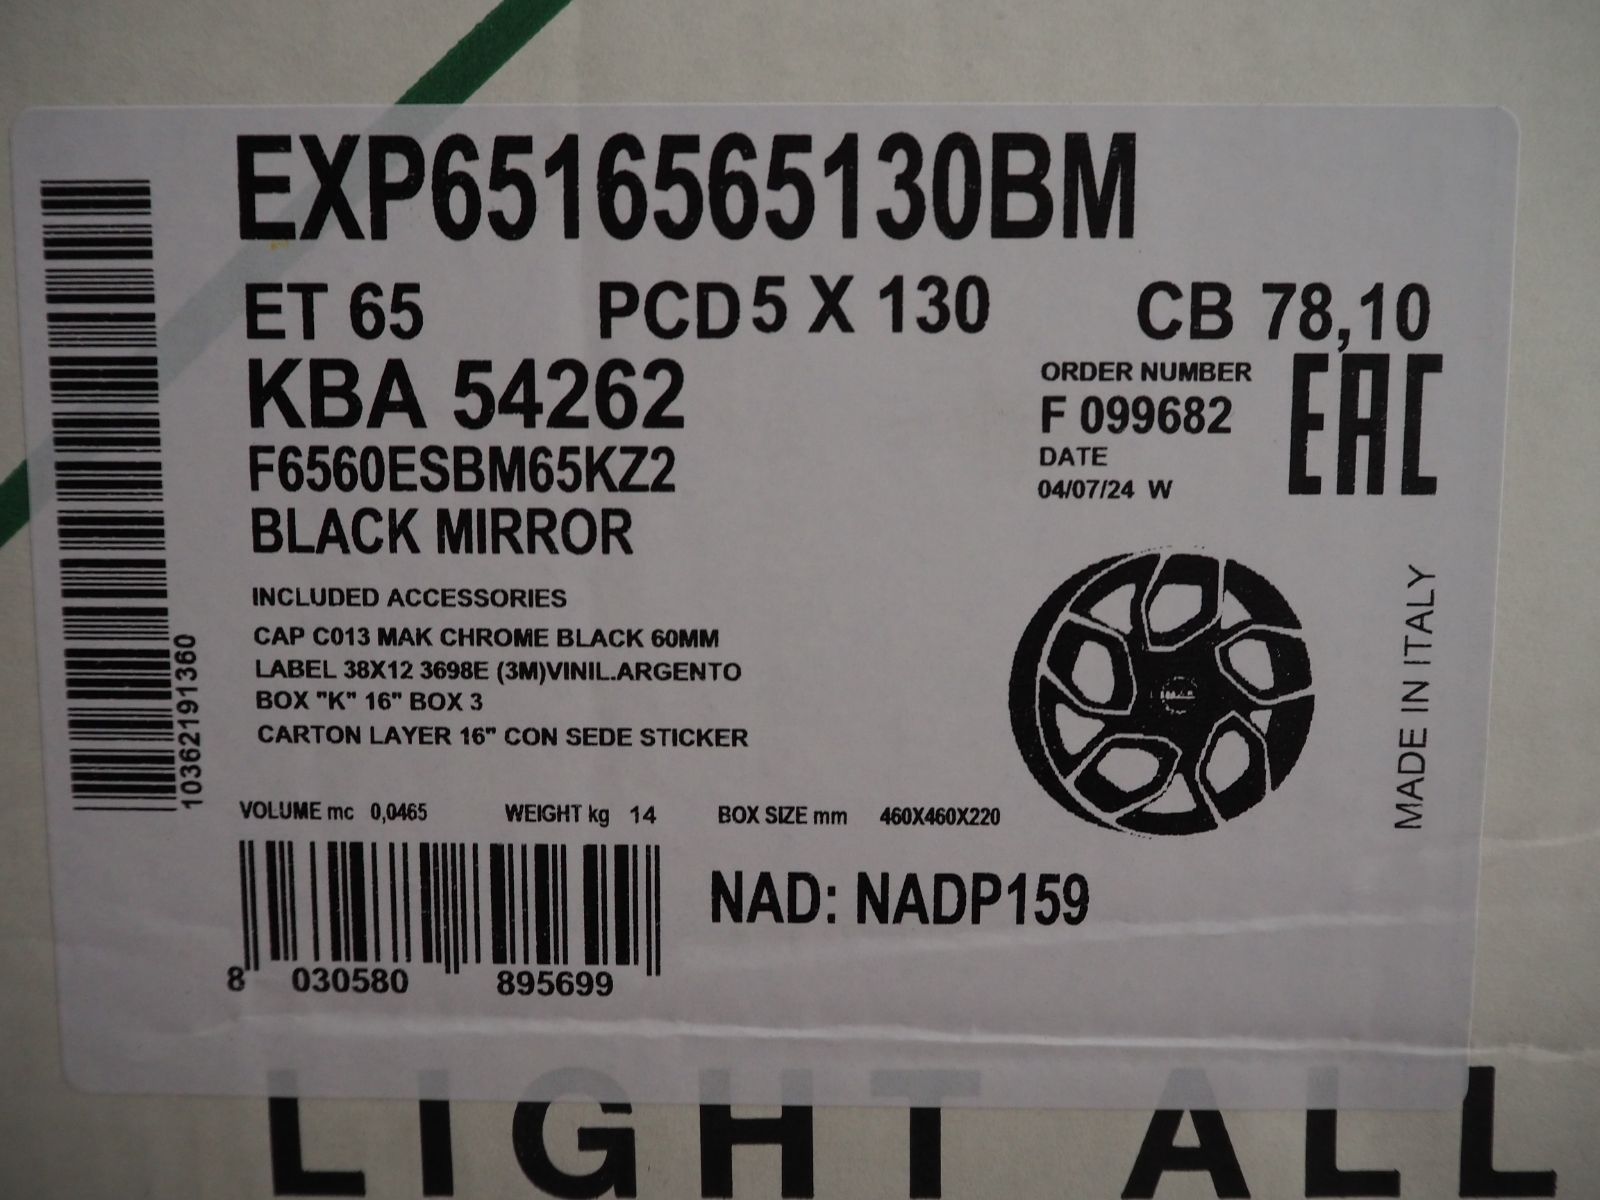 EXP6516565130BM
ET 65 PCD 5 X 130 CB 78,10
KBA 54262
F6560ESBM65KZ2
BLACK MIRROR
ORDER NUMBER
F 099682
DATE
04/07/24 W
EAC
INCLUDED ACCESSORIES
CAP C013 MAK CHROME BLACK 60MM
LABEL 38X12 3698E (3M)VINIL.ARGENTO
BOX "K" 16" BOX 3
CARTON LAYER 16" CON SEDE STICKER
MADE IN ITALY
10362191360
VOLUME mc 0,0465 WEIGHT kg 14 BOX SIZE mm 460X460X220
NAD: NADP159
8 030580 895699
LIGHT ALL